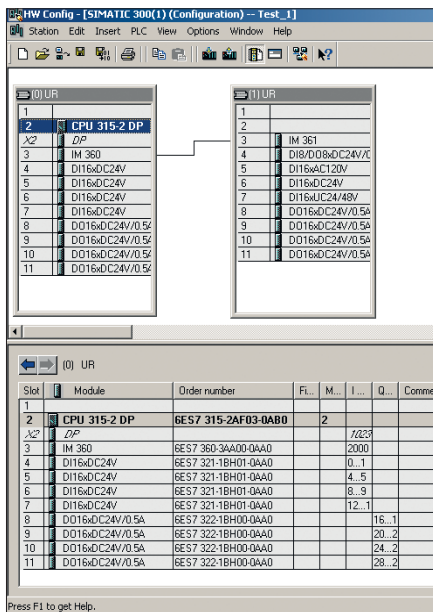 HW Config - [SIMATIC 300(1) (Configuration) -- Test_1]
Station Edit Insert PLC View Options Window Help
(0) UR
1
2 CPU 315-2 DP
X2 DP
3 IM 360
4 DI16xDC24V
5 DI16xDC24V
6 DI16xDC24V
7 DI16xDC24V
8 DO16xDC24V/0.5A
9 DO16xDC24V/0.5A
10 DO16xDC24V/0.5A
11 DO16xDC24V/0.5A
(1) UR
1
2
3 IM 361
4 DI8/DO8xDC24V/0
5 DI16xAC120V
6 DI16xDC24V
7 DI16xUC24/48V
8 DO16xDC24V/0.5A
9 DO16xDC24V/0.5A
10 DO16xDC24V/0.5A
11 DO16xDC24V/0.5A
(0) UR
Slot Module Order number Fi... M... I ... Q... Comme
1
2 CPU 315-2 DP 6ES7 315-2AF03-0AB0 2
X2 DP 1023
3 IM 360 6ES7 360-3AA00-0AA0 2000
4 DI16xDC24V 6ES7 321-1BH01-0AA0 0...1
5 DI16xDC24V 6ES7 321-1BH01-0AA0 4...5
6 DI16xDC24V 6ES7 321-1BH01-0AA0 8...9
7 DI16xDC24V 6ES7 321-1BH01-0AA0 12...1
8 DO16xDC24V/0.5A 6ES7 322-1BH00-0AA0 16...1
9 DO16xDC24V/0.5A 6ES7 322-1BH00-0AA0 20...2
10 DO16xDC24V/0.5A 6ES7 322-1BH00-0AA0 24...2
11 DO16xDC24V/0.5A 6ES7 322-1BH00-0AA0 28...2
Press F1 to get Help.